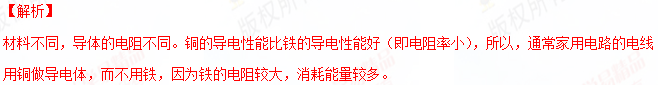 【解析】
材料不同，导体的电阻不同。铜的导电性能比铁的导电性能好（即电阻率小），所以，通常家用电路的电线
用铜做导电体，而不用铁，因为铁的电阻较大，消耗能量较多。